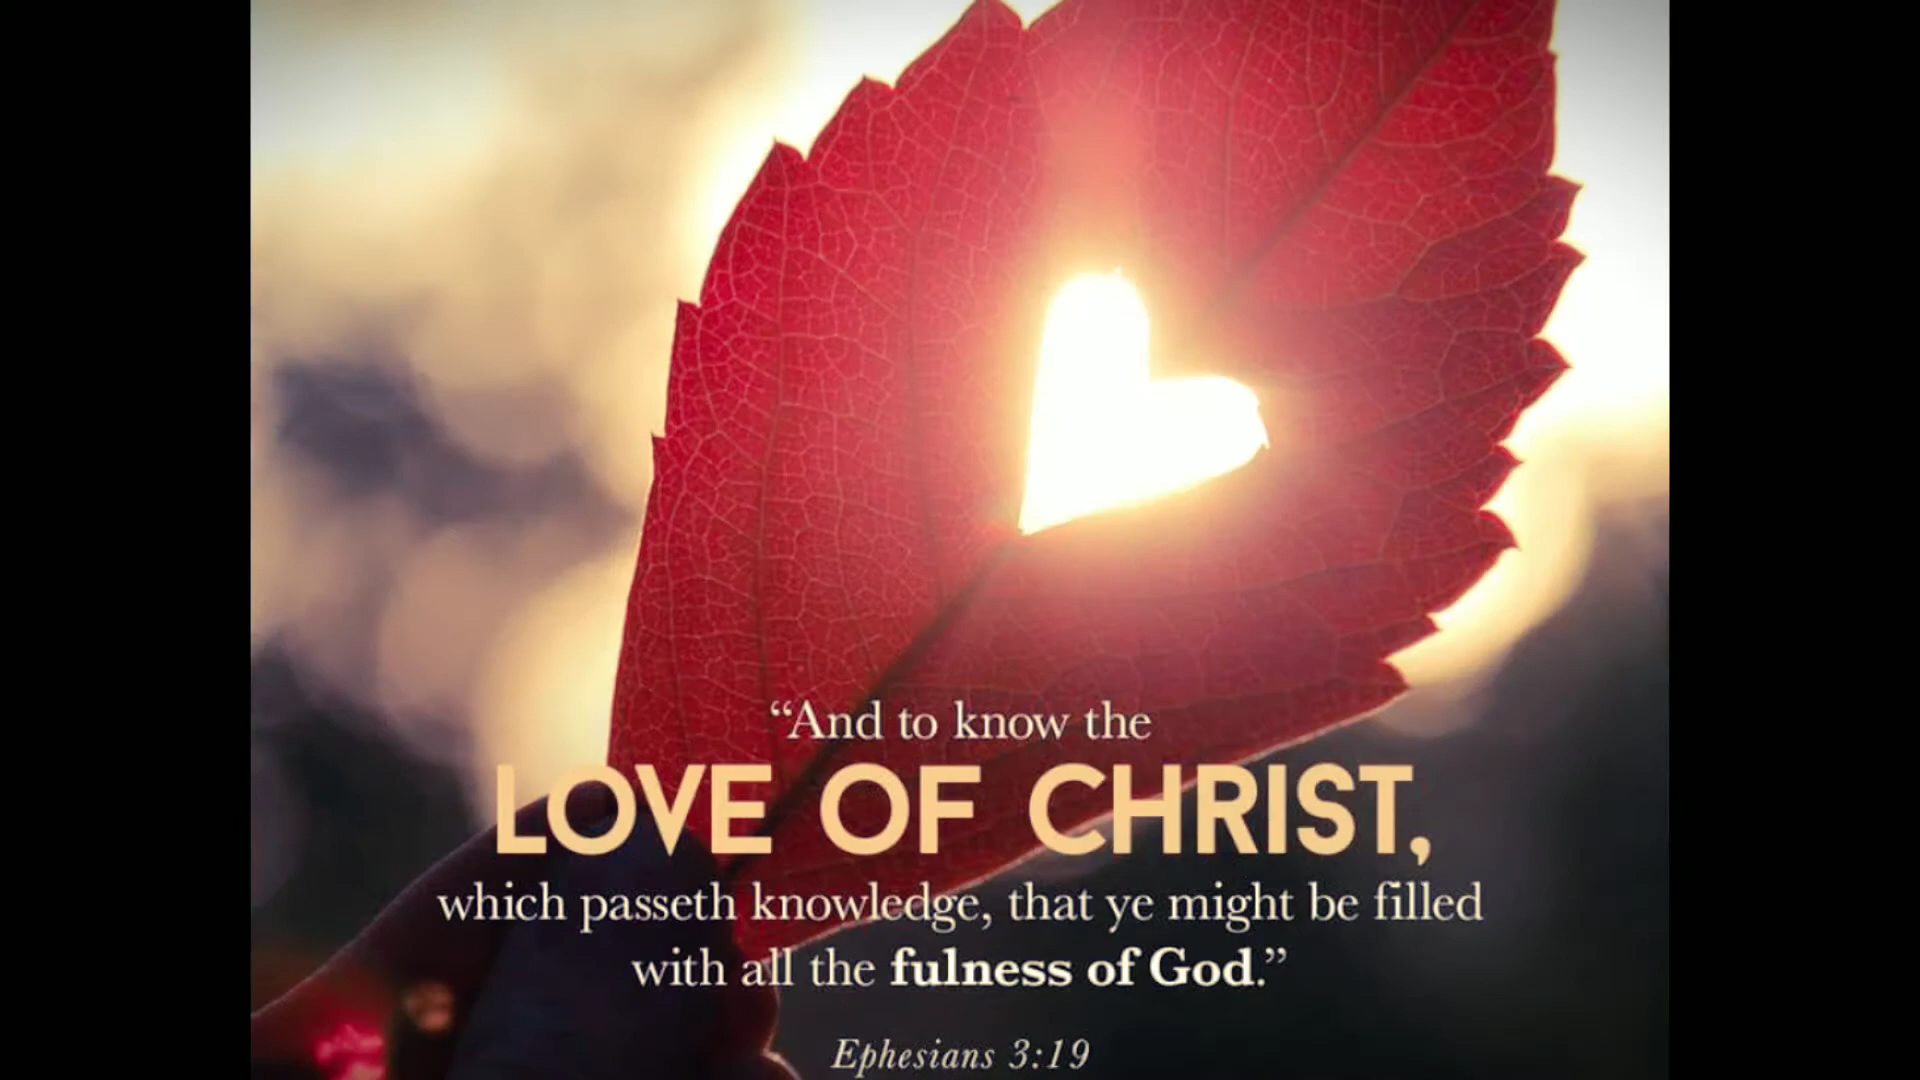 “And to know the
LOVE OF CHRIST,
which passeth knowledge, that ye might be filled
with all the fulness of God.”
Ephesians 3:19